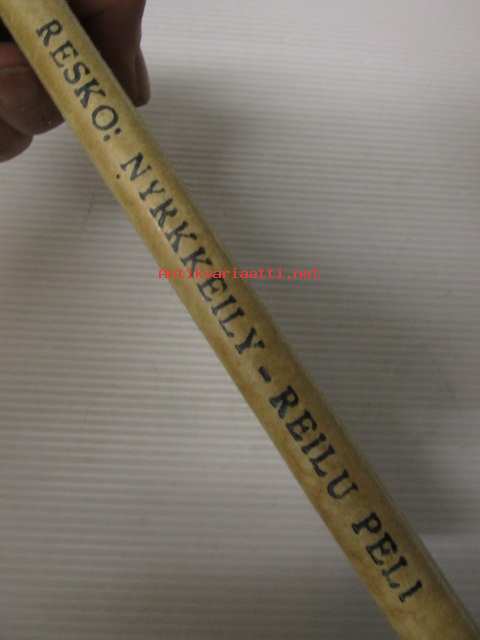 RESKO: NYRKKEILY - REILU PELI
Antikvariaatti.net